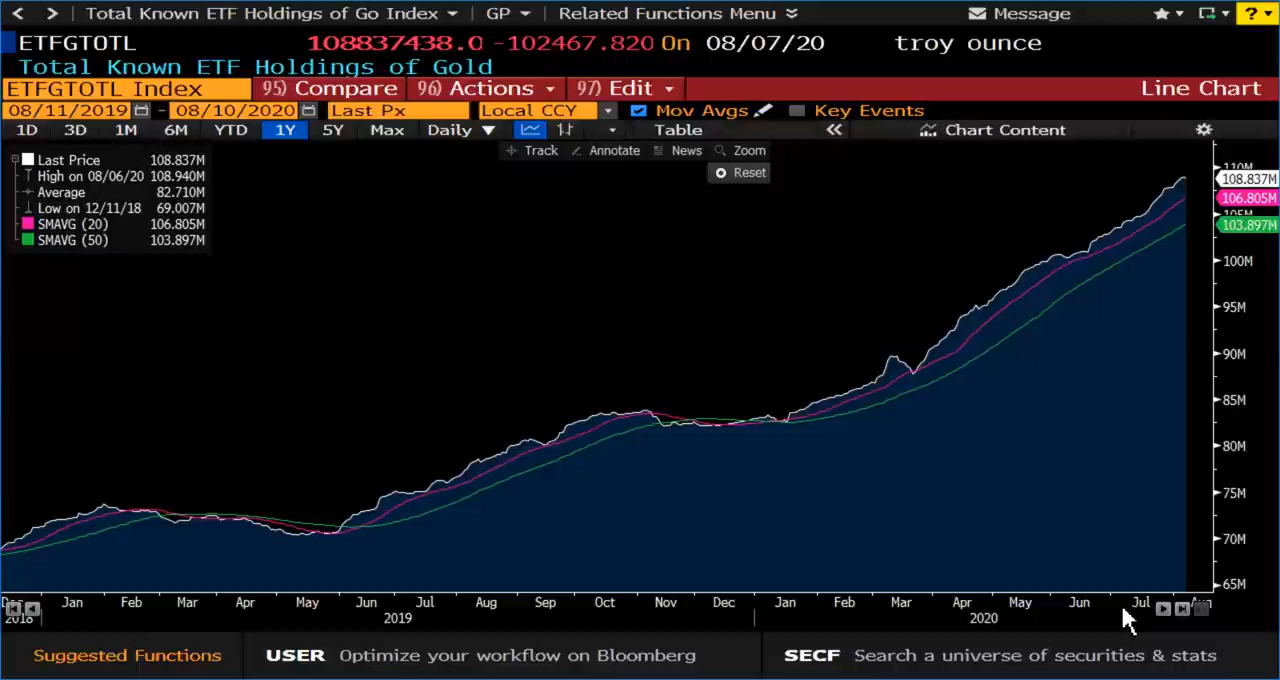 < > Total Known ETF Holdings of Go Index GP Related Functions Menu Message ?
ETFGTOTL 108837438.0 -102467.820 On 08/07/20 troy ounce
Total Known ETF Holdings of Gold
ETFGTOTL Index 95) Compare 96) Actions 97) Edit Line Chart
08/11/2019 - 08/10/2020 Last Px Local CCY Mov Avgs Key Events
1D 3D 1M 6M YTD 1Y 5Y Max Daily Table Chart Content
Track Annotate News Zoom
Reset
Last Price 108.837M
High on 08/06/20 108.940M
Average 82.710M
Low on 12/11/18 69.007M
SMAVG (20) 106.805M
SMAVG (50) 103.897M
110M
108.837M
106.805M
105M
103.897M
100M
95M
90M
85M
80M
75M
70M
65M
Dec Jan Feb Mar Apr May Jun Jul Aug Sep Oct Nov Dec Jan Feb Mar Apr May Jun Jul Aug
2018 2019 2020
Suggested Functions USER Optimize your workflow on Bloomberg SECF Search a universe of securities & stats